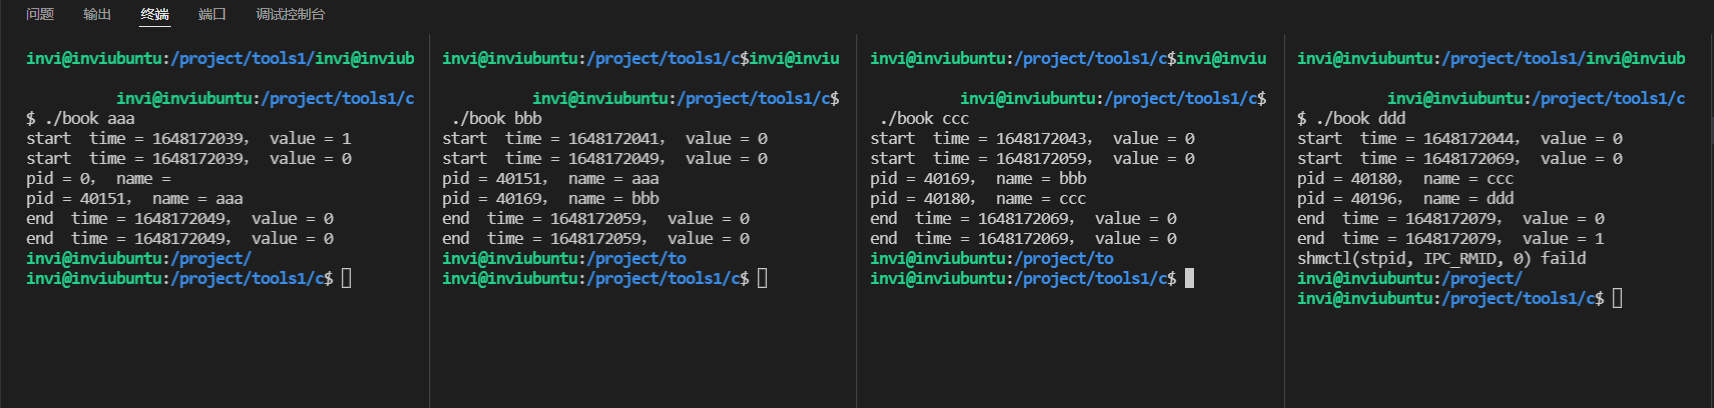 问题 输出 终端 端口 调试控制台
invi@inviubuntu:/project/tools1/invi@inviub
invi@inviubuntu:/project/tools1/c
$ ./book aaa
start  time = 1648172039,  value = 1
start  time = 1648172039,  value = 0
pid = 0,  name =
pid = 40151,  name = aaa
end  time = 1648172049,  value = 0
end  time = 1648172049,  value = 0
invi@inviubuntu:/project/
invi@inviubuntu:/project/tools1/c$
invi@inviubuntu:/project/tools1/c$invi@inviu
invi@inviubuntu:/project/tools1/c$
./book bbb
start  time = 1648172041,  value = 0
start  time = 1648172049,  value = 0
pid = 40151,  name = aaa
pid = 40169,  name = bbb
end  time = 1648172059,  value = 0
end  time = 1648172059,  value = 0
invi@inviubuntu:/project/to
invi@inviubuntu:/project/tools1/c$
invi@inviubuntu:/project/tools1/c$invi@inviu
invi@inviubuntu:/project/tools1/c$
./book ccc
start  time = 1648172043,  value = 0
start  time = 1648172059,  value = 0
pid = 40169,  name = bbb
pid = 40180,  name = ccc
end  time = 1648172069,  value = 0
end  time = 1648172069,  value = 0
invi@inviubuntu:/project/to
invi@inviubuntu:/project/tools1/c$
invi@inviubuntu:/project/tools1/invi@inviub
invi@inviubuntu:/project/tools1/c
$ ./book ddd
start  time = 1648172044,  value = 0
start  time = 1648172069,  value = 0
pid = 40180,  name = ccc
pid = 40196,  name = ddd
end  time = 1648172079,  value = 0
end  time = 1648172079,  value = 1
shmctl(stpid, IPC_RMID, 0) faild
invi@inviubuntu:/project/
invi@inviubuntu:/project/tools1/c$